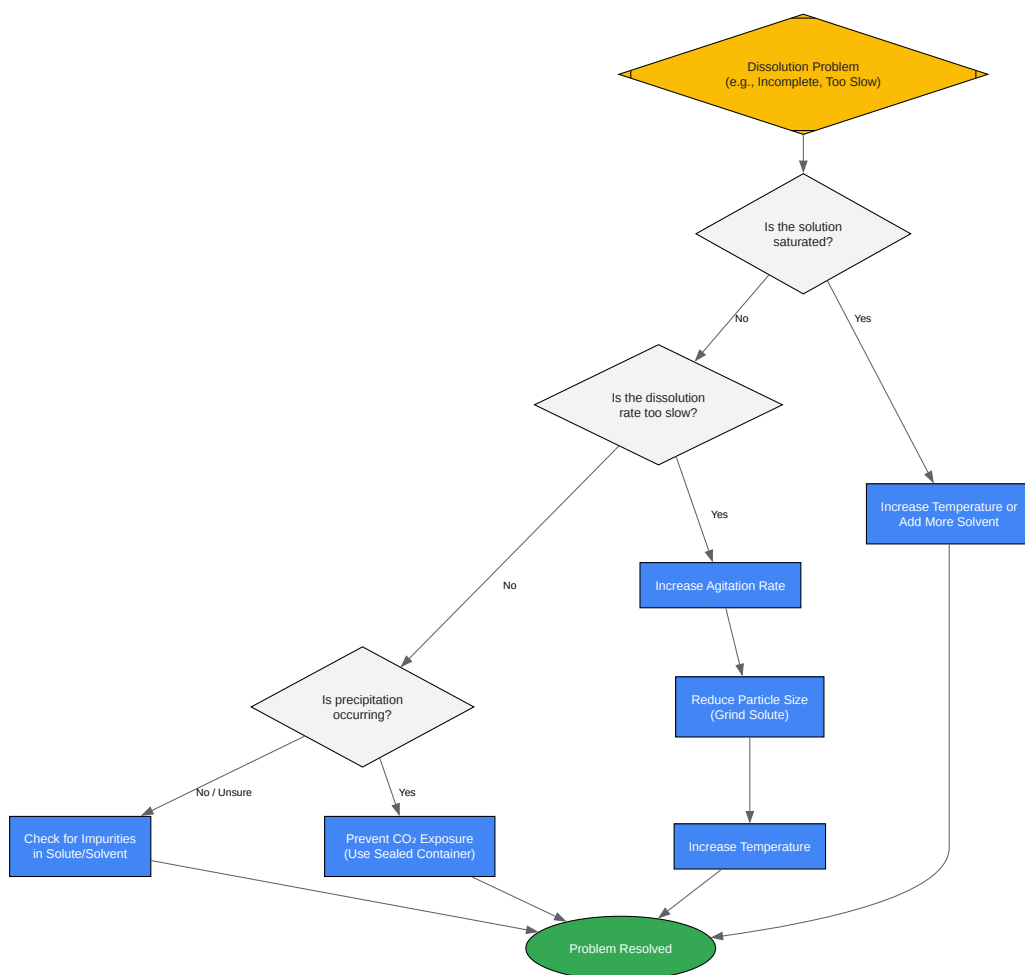 Dissolution Problem
(e.g., Incomplete, Too Slow)
Is the solution
saturated?
No
Yes
Is the dissolution
rate too slow?
Increase Temperature or
Add More Solvent
Yes
No
Increase Agitation Rate
Is precipitation
occurring?
Reduce Particle Size
(Grind Solute)
No / Unsure
Yes
Check for Impurities
in Solute/Solvent
Prevent CO₂ Exposure
(Use Sealed Container)
Increase Temperature
Problem Resolved